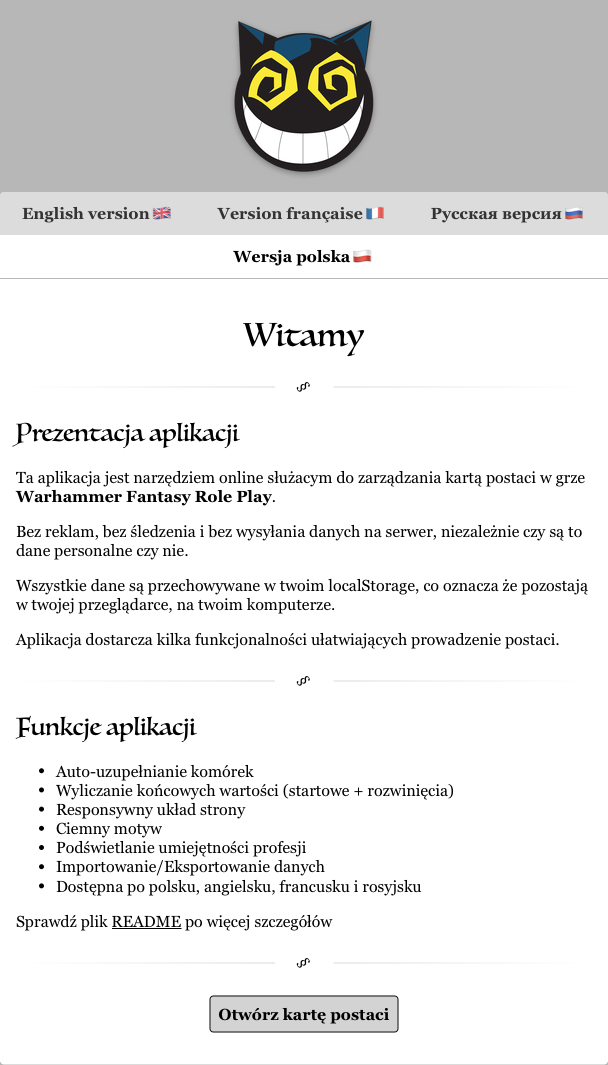 English version Version française Русская версия
Wersja polska
Witamy
Prezentacja aplikacji
Ta aplikacja jest narzędziem online służacym do zarządzania kartą postaci w grze
Warhammer Fantasy Role Play.
Bez reklam, bez śledzenia i bez wysyłania danych na serwer, niezależnie czy są to
dane personalne czy nie.
Wszystkie dane są przechowywane w twoim localStorage, co oznacza że pozostają
w twojej przeglądarce, na twoim komputerze.
Aplikacja dostarcza kilka funkcjonalności ułatwiających prowadzenie postaci.
Funkcje aplikacji
Auto-uzupełnianie komórek
Wyliczanie końcowych wartości (startowe + rozwinięcia)
Responsywny układ strony
Ciemny motyw
Podświetlanie umiejętności profesji
Importowanie/Eksportowanie danych
Dostępna po polsku, angielsku, francusku i rosyjsku
Sprawdź plik README po więcej szczegółów
Otwórz kartę postaci